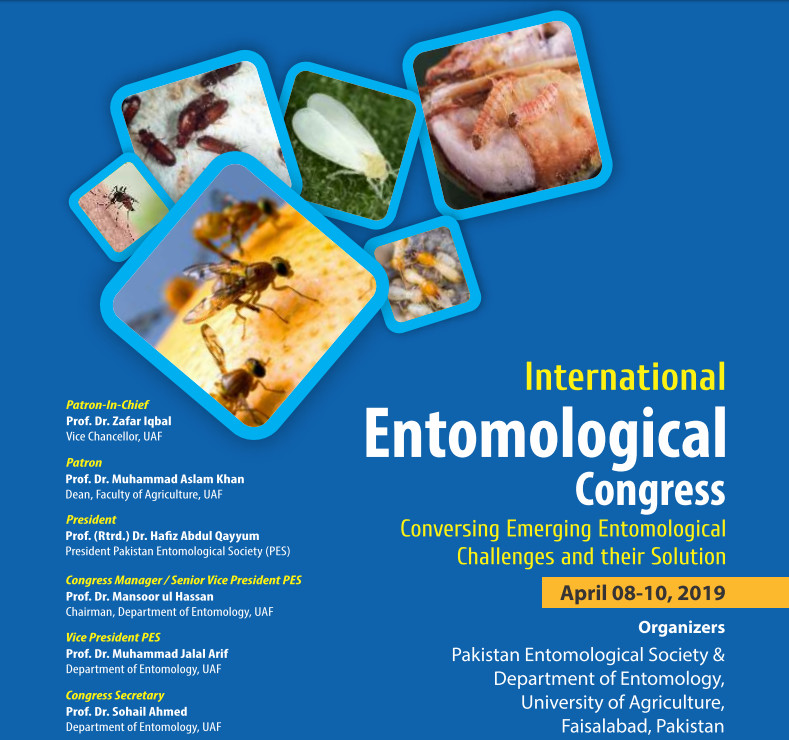 International
Entomological
Congress
Conversing Emerging Entomological
Challenges and their Solution
April 08-10, 2019
Organizers
Pakistan Entomological Society &
Department of Entomology,
University of Agriculture,
Faisalabad, Pakistan
Patron-In-Chief
Prof. Dr. Zafar Iqbal
Vice Chancellor, UAF
Patron
Prof. Dr. Muhammad Aslam Khan
Dean, Faculty of Agriculture, UAF
President
Prof. (Rtrd.) Dr. Hafiz Abdul Qayyum
President Pakistan Entomological Society (PES)
Congress Manager / Senior Vice President PES
Prof. Dr. Mansoor ul Hassan
Chairman, Department of Entomology, UAF
Vice President PES
Prof. Dr. Muhammad Jalal Arif
Department of Entomology, UAF
Congress Secretary
Prof. Dr. Sohail Ahmed
Department of Entomology, UAF